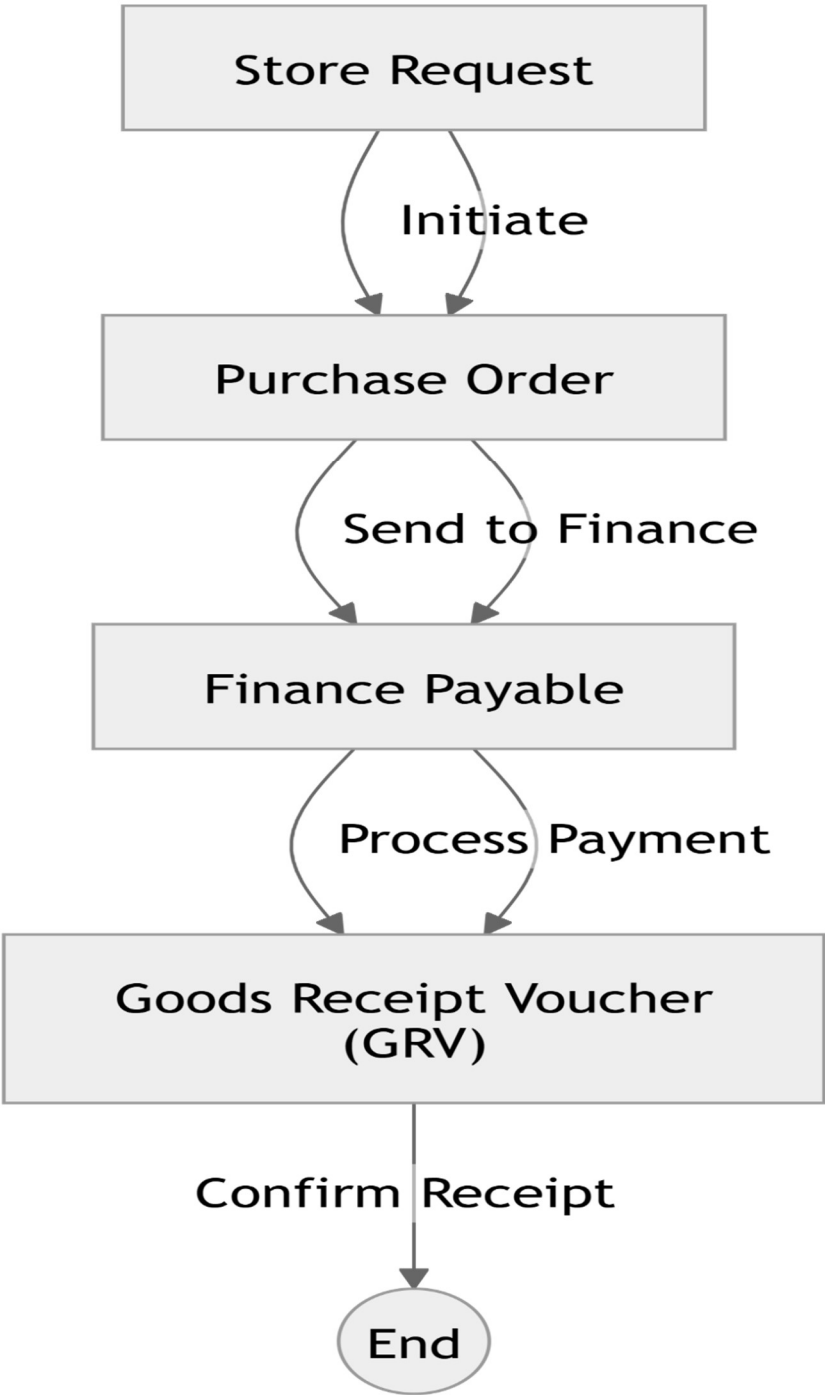 Store Request
Initiate
Purchase Order
Send to Finance
Finance Payable
Process Payment
Goods Receipt Voucher
(GRV)
Confirm Receipt
End